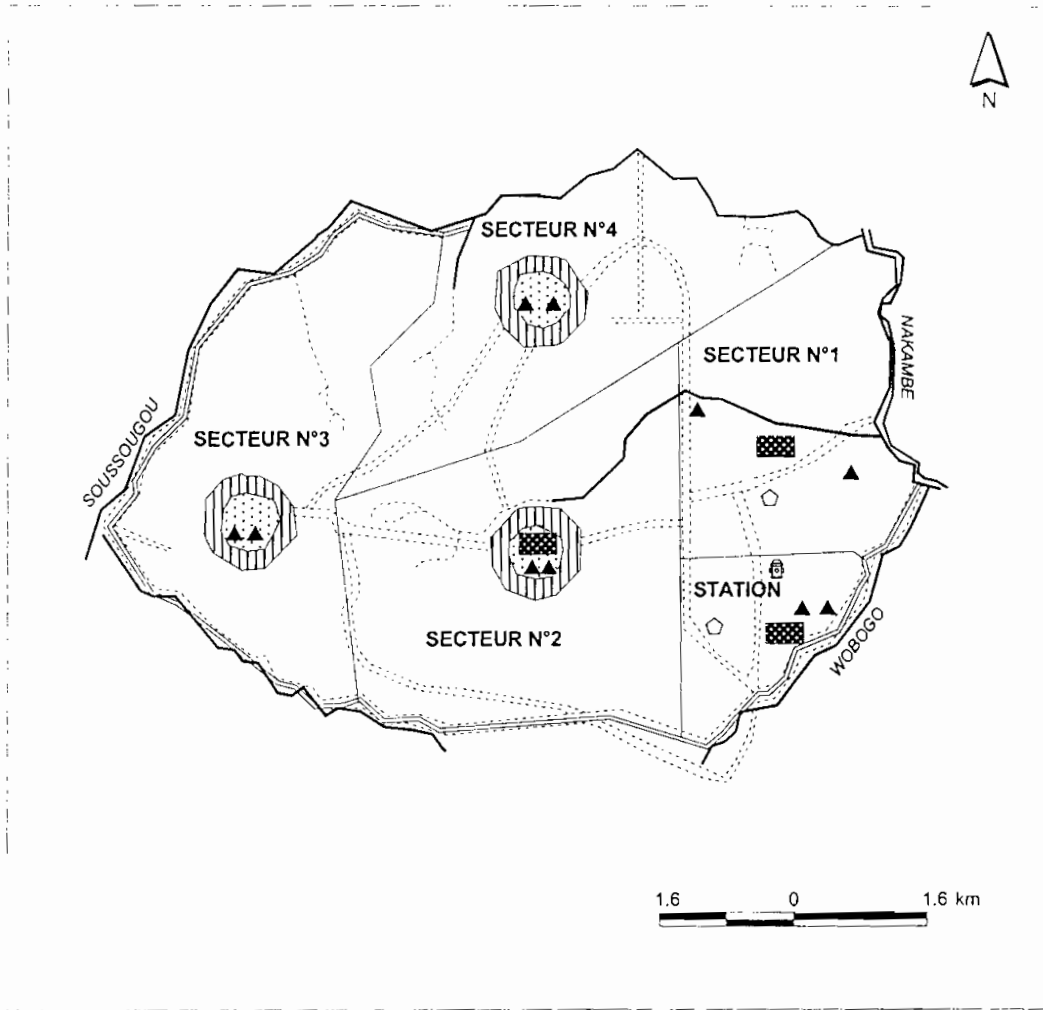 N
SECTEUR N°4
SECTEUR N°1
NAKAMBE
SECTEUR N°3
SOUSSOUGOU
STATION
SECTEUR N°2
WOBOGO
1.6 0 1.6 km